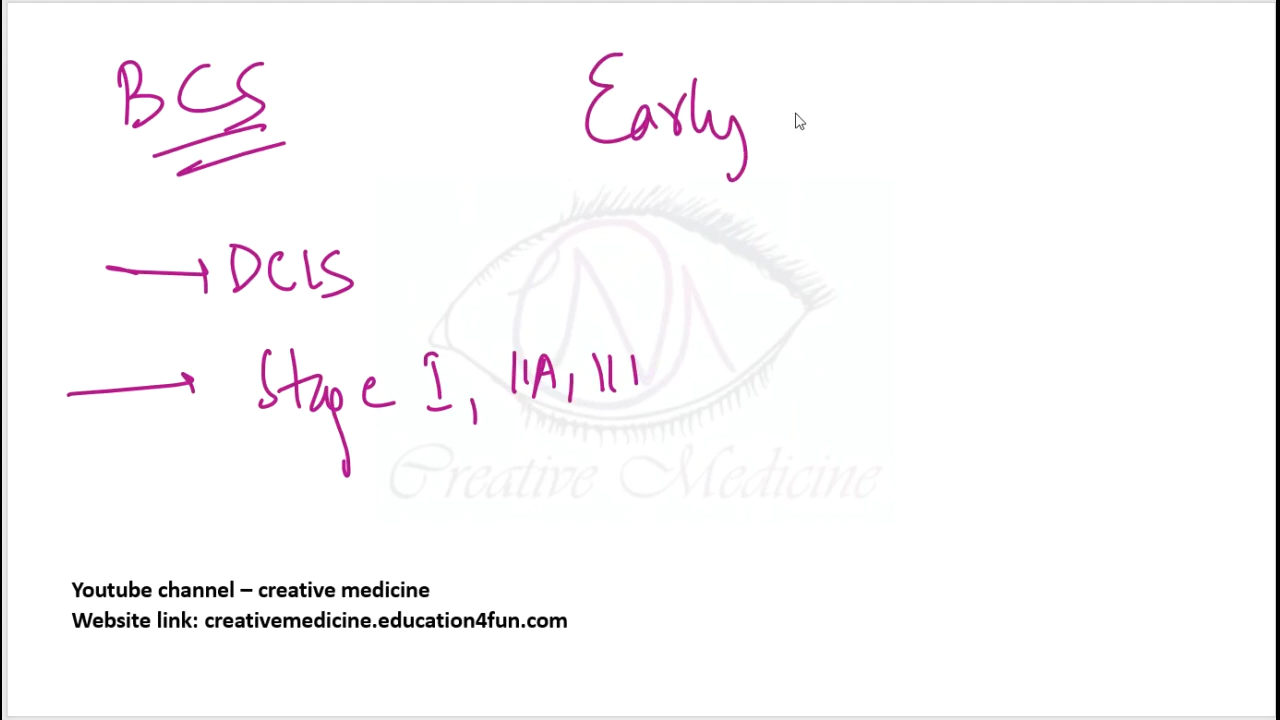 BCS
Early
DCIS
Stage I, IIA, III
Creative Medicine
Youtube channel – creative medicine
Website link: creativemedicine.education4fun.com